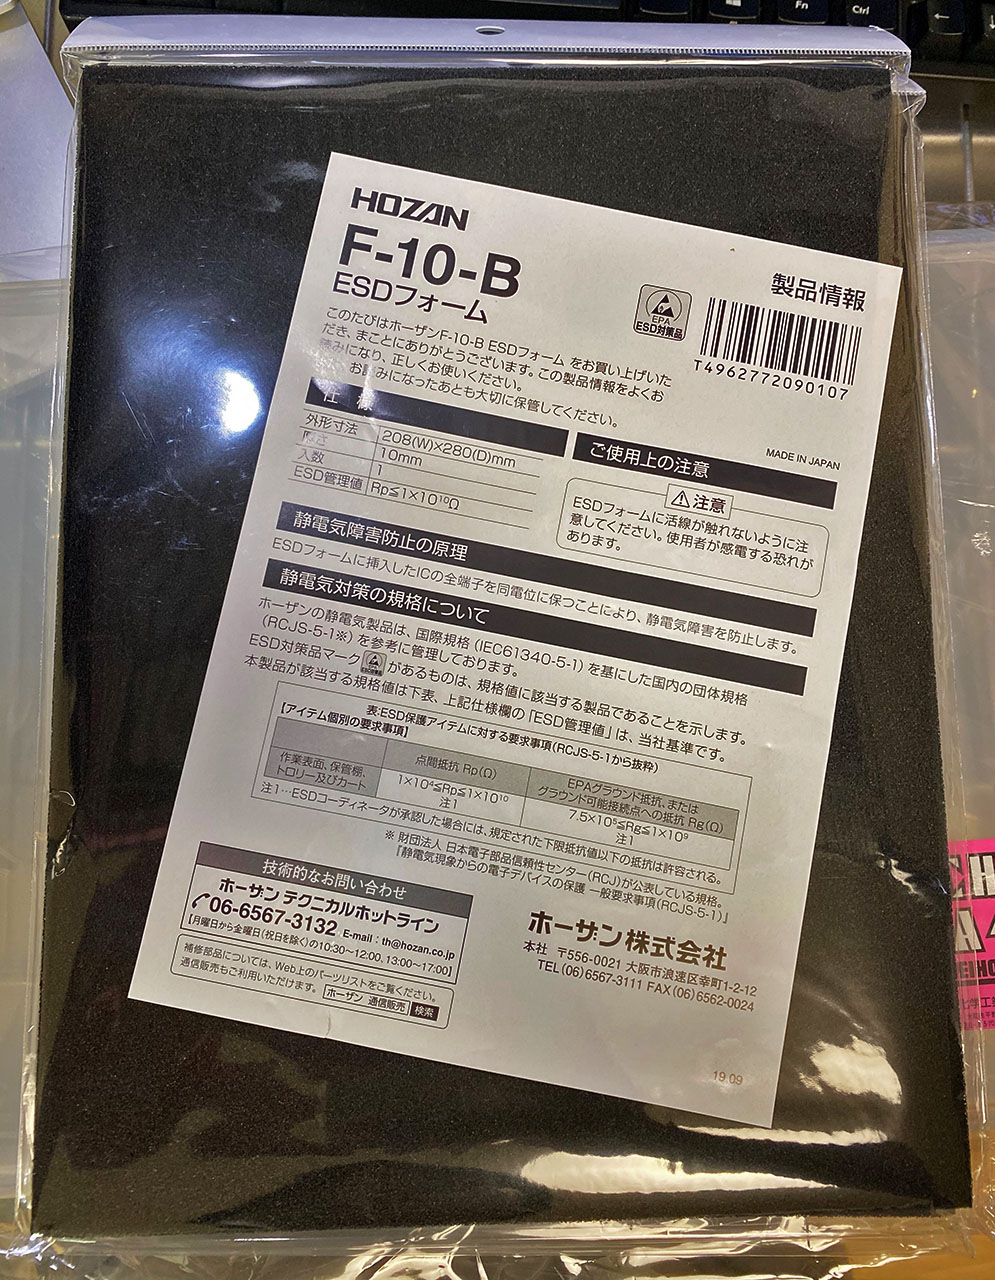 Fn
Ctrl
HOZAN
F-10-B
ESDフォーム
製品情報
EPA
ESD対策品
T4962772090107
このたびはホーザンF-10-B ESDフォーム をお買い上げいた
だき、まことにありがとうございます。この製品情報をよくお
読みになり、正しくお使いください。
お読みになったあとも大切に保管してください。
MADE IN JAPAN
仕 様
外形寸法 208(W)×280(D)mm
厚さ 10mm
入数 1
ESD管理値 Rp≦1×10¹⁰Ω
ご使用上の注意
注意
ESDフォームに活線が触れないように注
意してください。使用者が感電する恐れが
あります。
静電気障害防止の原理
ESDフォームに挿入したICの全端子を同電位に保つことにより、静電気障害を防止します。
静電気対策の規格について
ホーザンの静電気製品は、国際規格 (IEC61340-5-1) を基にした国内の団体規格
(RCJS-5-1※) を参考に管理しております。
ESD対策品マーク があるものは、規格値に該当する製品であることを示します。
本製品が該当する規格値は下表、上記仕様欄の「ESD管理値」は、当社基準です。
表:ESD保護アイテムに対する要求事項(RCJS-5-1から抜粋)
【アイテム個別の要求事項】
点間抵抗 Rp(Ω)
EPAグラウンド抵抗、または
グラウンド可能接続点への抵抗 Rg(Ω)
作業表面、保管棚、
トロリー及びカート
1×10⁴≦Rp≦1×10¹⁰
注1
7.5×10⁵≦Rg≦1×10⁹
注1
注1…ESDコーディネータが承認した場合には、規定された下限抵抗値以下の抵抗は許容される。
※ 財団法人 日本電子部品信頼性センター(RCJ)が公表している規格。
「静電気現象からの電子デバイスの保護 一般要求事項(RCJS-5-1)」
技術的なお問い合わせ
ホーザン テクニカルホットライン
06-6567-3132 E-mail : th@hozan.co.jp
【月曜日から金曜日(祝日を除く)の10:30~12:00、13:00~17:00】
補修部品については、Web上のパーツリストをご覧ください。
通信販売もご利用いただけます。 ホーザン 通信販売 検索
ホーザン株式会社
本社 〒556-0021 大阪市浪速区幸町1-2-12
TEL (06) 6567-3111 FAX (06) 6562-0024
19.09